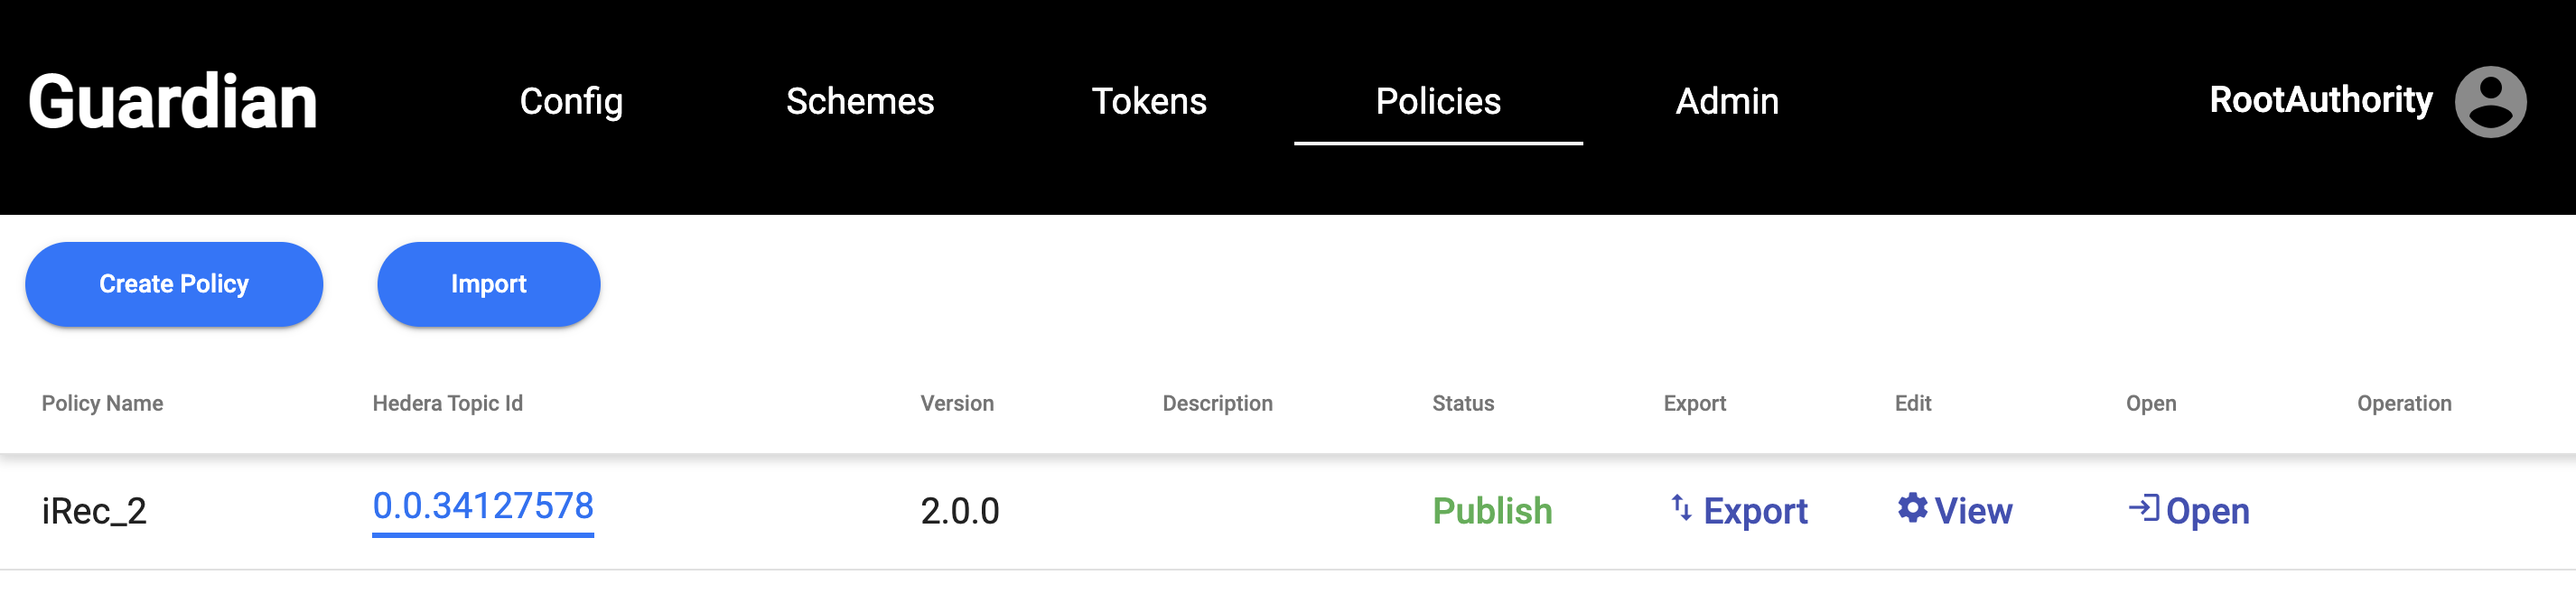 Guardian Config Schemes Tokens Policies Admin RootAuthority
Create Policy Import
Policy Name Hedera Topic Id Version Description Status Export Edit Open Operation
iRec_2 0.0.34127578 2.0.0 Publish Export View Open